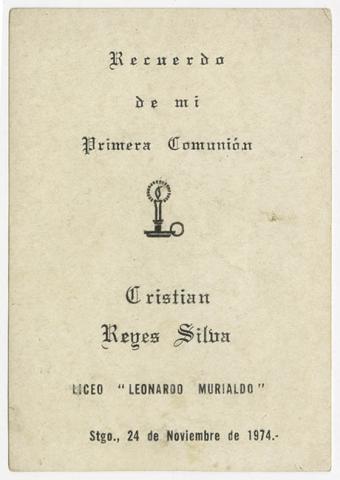 Recuerdo
de mi
Primera Comunión
Cristian
Reyes Silva
LICEO "LEONARDO MURIALDO"
Stgo., 24 de Noviembre de 1974.-